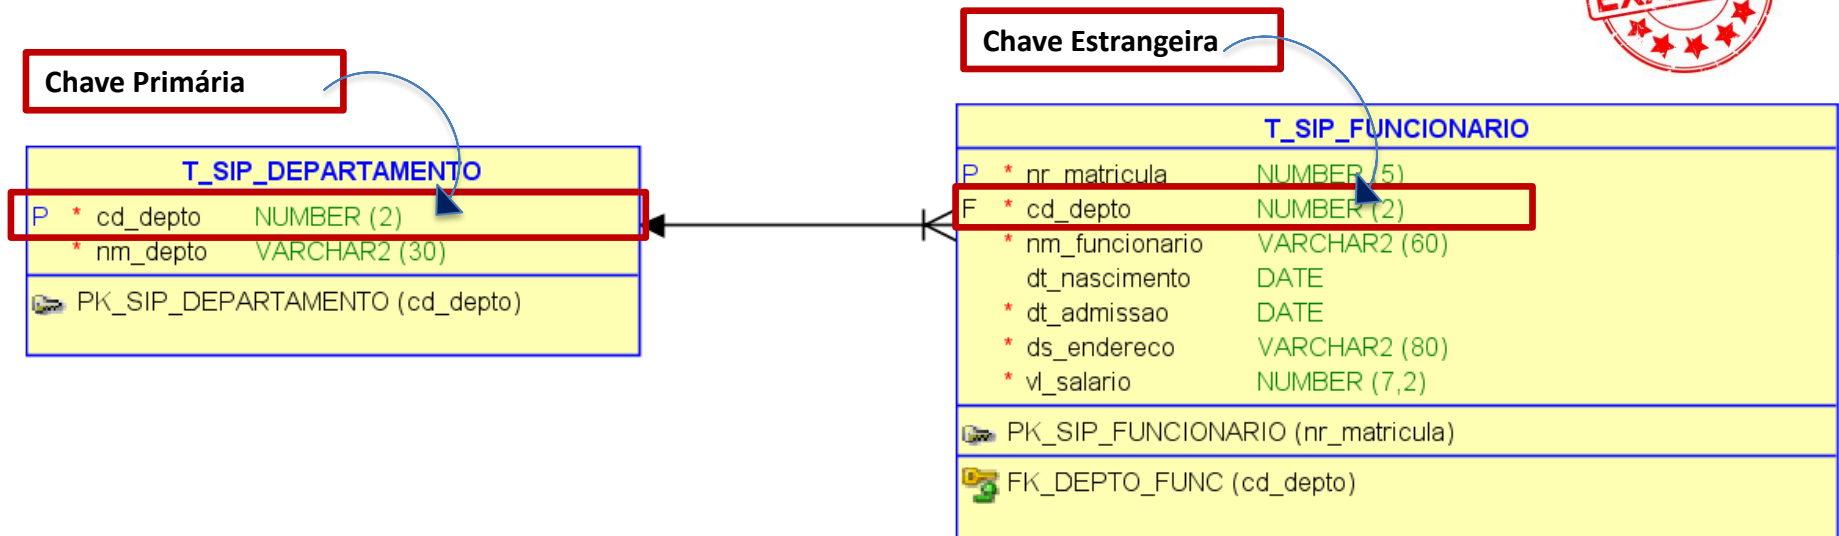 Chave Primária
Chave Estrangeira
T_SIP_DEPARTAMENTO
P * cd_depto NUMBER (2)
* nm_depto VARCHAR2 (30)
PK_SIP_DEPARTAMENTO (cd_depto)
T_SIP_FUNCIONARIO
P * nr_matricula NUMBER (5)
F * cd_depto NUMBER (2)
* nm_funcionario VARCHAR2 (60)
dt_nascimento DATE
* dt_admissao DATE
* ds_endereco VARCHAR2 (80)
* vl_salario NUMBER (7,2)
PK_SIP_FUNCIONARIO (nr_matricula)
FK_DEPTO_FUNC (cd_depto)